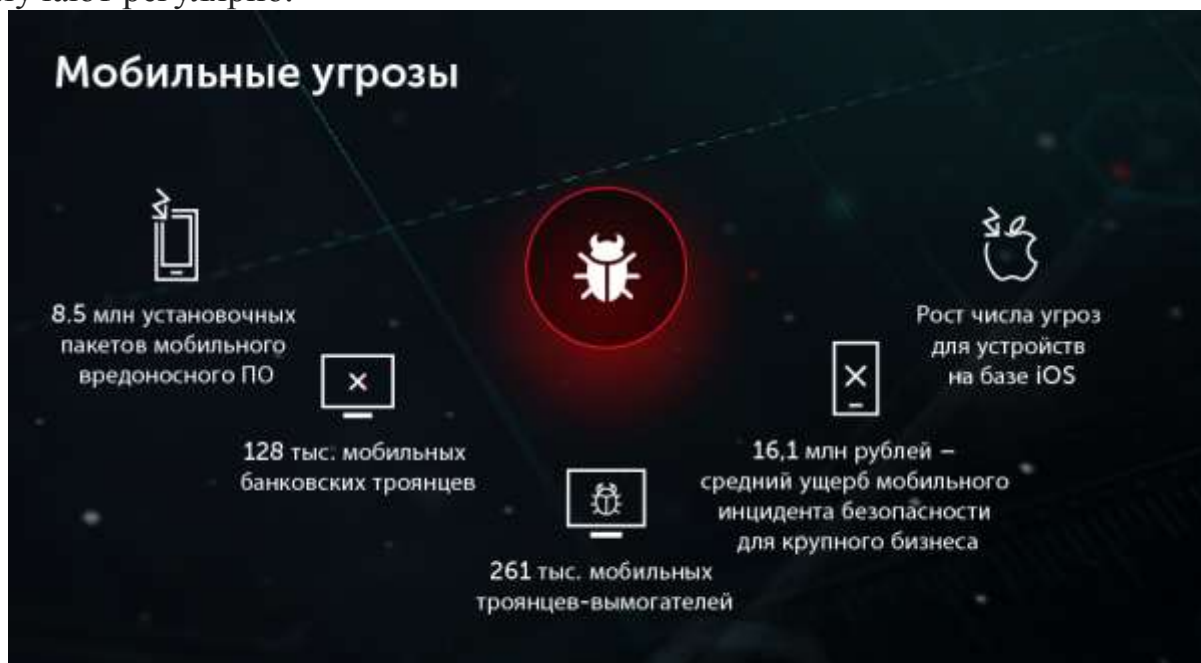 регулярно.
Мобильные угрозы
8.5 млн установочных
пакетов мобильного
вредоносного ПО
128 тыс. мобильных
банковских троянцев
261 тыс. мобильных
троянцев-вымогателей
16,1 млн рублей –
средний ущерб мобильного
инцидента безопасности
для крупного бизнеса
Рост числа угроз
для устройств
на базе iOS